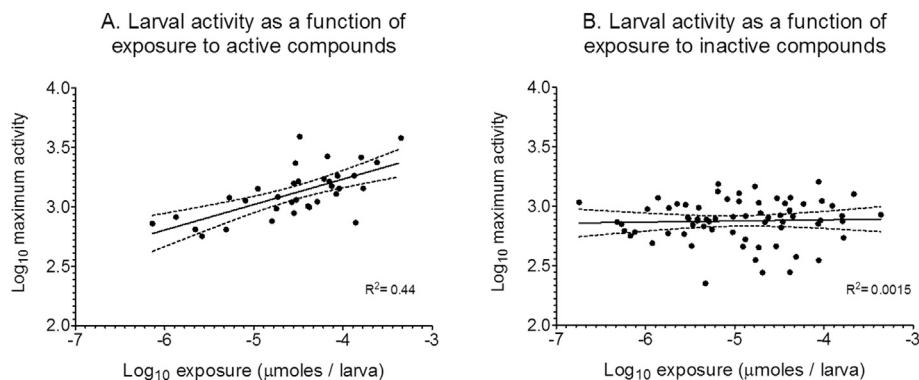 A. Larval activity as a function of
exposure to active compounds
Log10 maximum activity
4.0
3.5
3.0
2.5
2.0
R2= 0.44
-7
-6
-5
-4
-3
Log10 exposure (μmoles / larva)
B. Larval activity as a function of
exposure to inactive compounds
Log10 maximum activity
4.0
3.5
3.0
2.5
2.0
R2= 0.0015
-7
-6
-5
-4
-3
Log10 exposure (μmoles / larva)